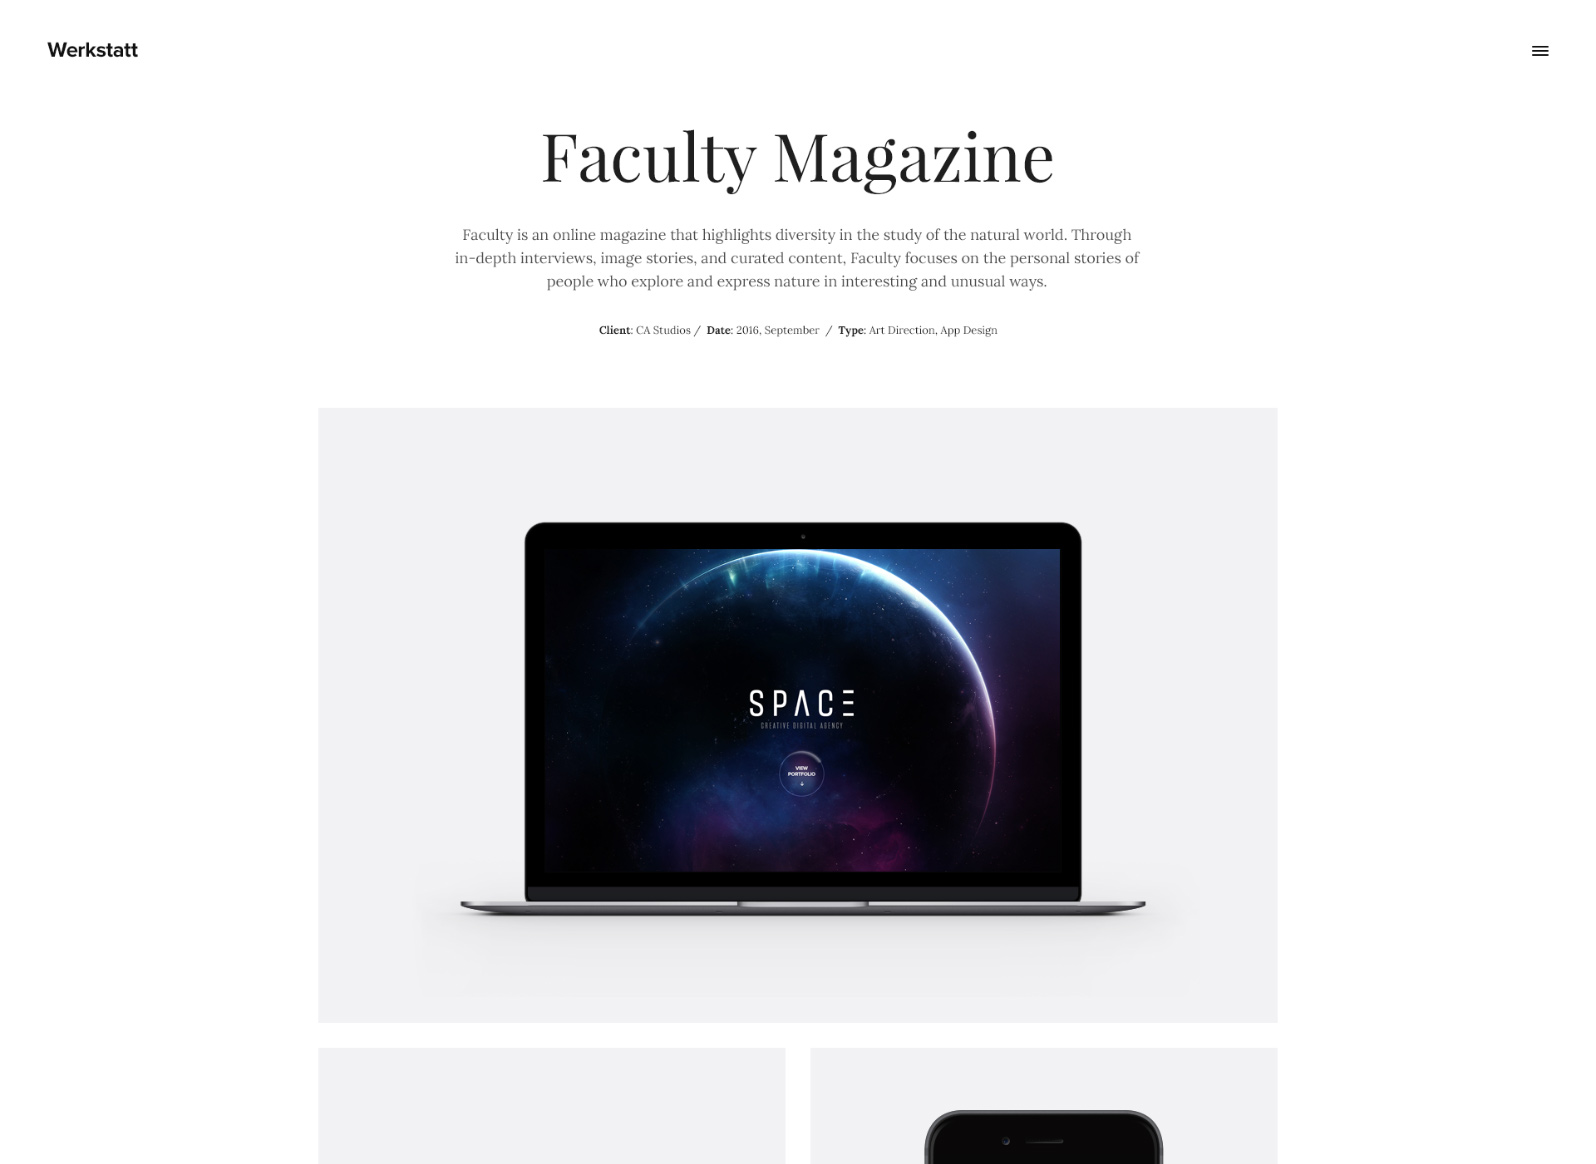 Werkstatt
Faculty Magazine
Faculty is an online magazine that highlights diversity in the study of the natural world. Through
in-depth interviews, image stories, and curated content, Faculty focuses on the personal stories of
people who explore and express nature in interesting and unusual ways.
Client: CA Studios / Date: 2016, September / Type: Art Direction, App Design
SPACE
CREATIVE DIGITAL AGENCY
VIEW
PORTFOLIO